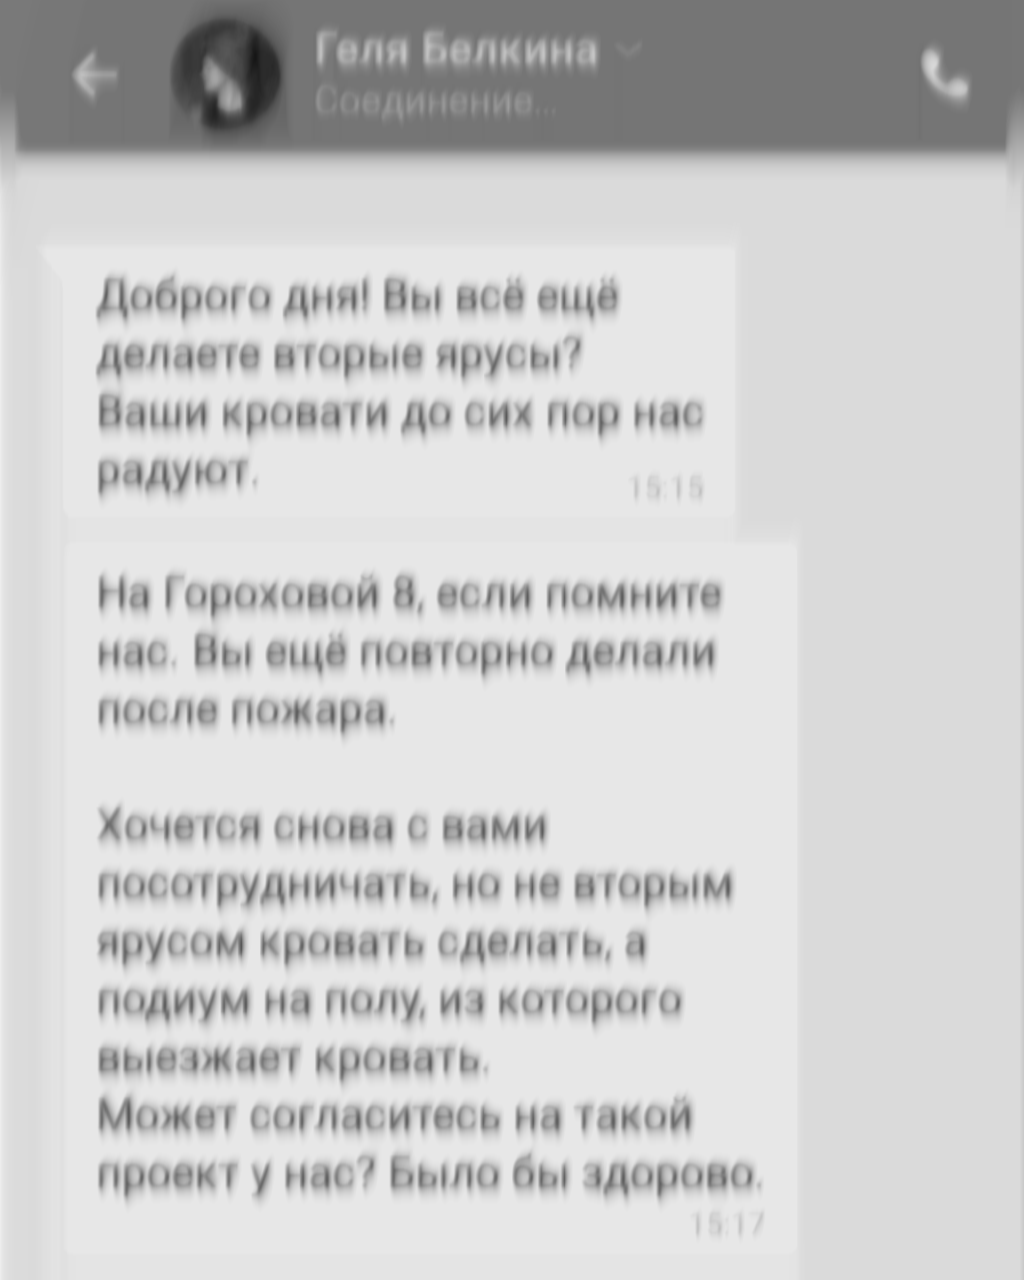 Геля Белкина
Соединение...
Доброго дня! Вы всё ещё
делаете вторые ярусы?
Ваши кровати до сих пор нас
радуют.
15:15
На Гороховой 8, если помните
нас. Вы ещё повторно делали
после пожара.
Хочется снова с вами
посотрудничать, но не вторым
ярусом кровать сделать, а
подиум на полу, из которого
выезжает кровать.
Может согласитесь на такой
проект у нас? Было бы здорово.
15:17